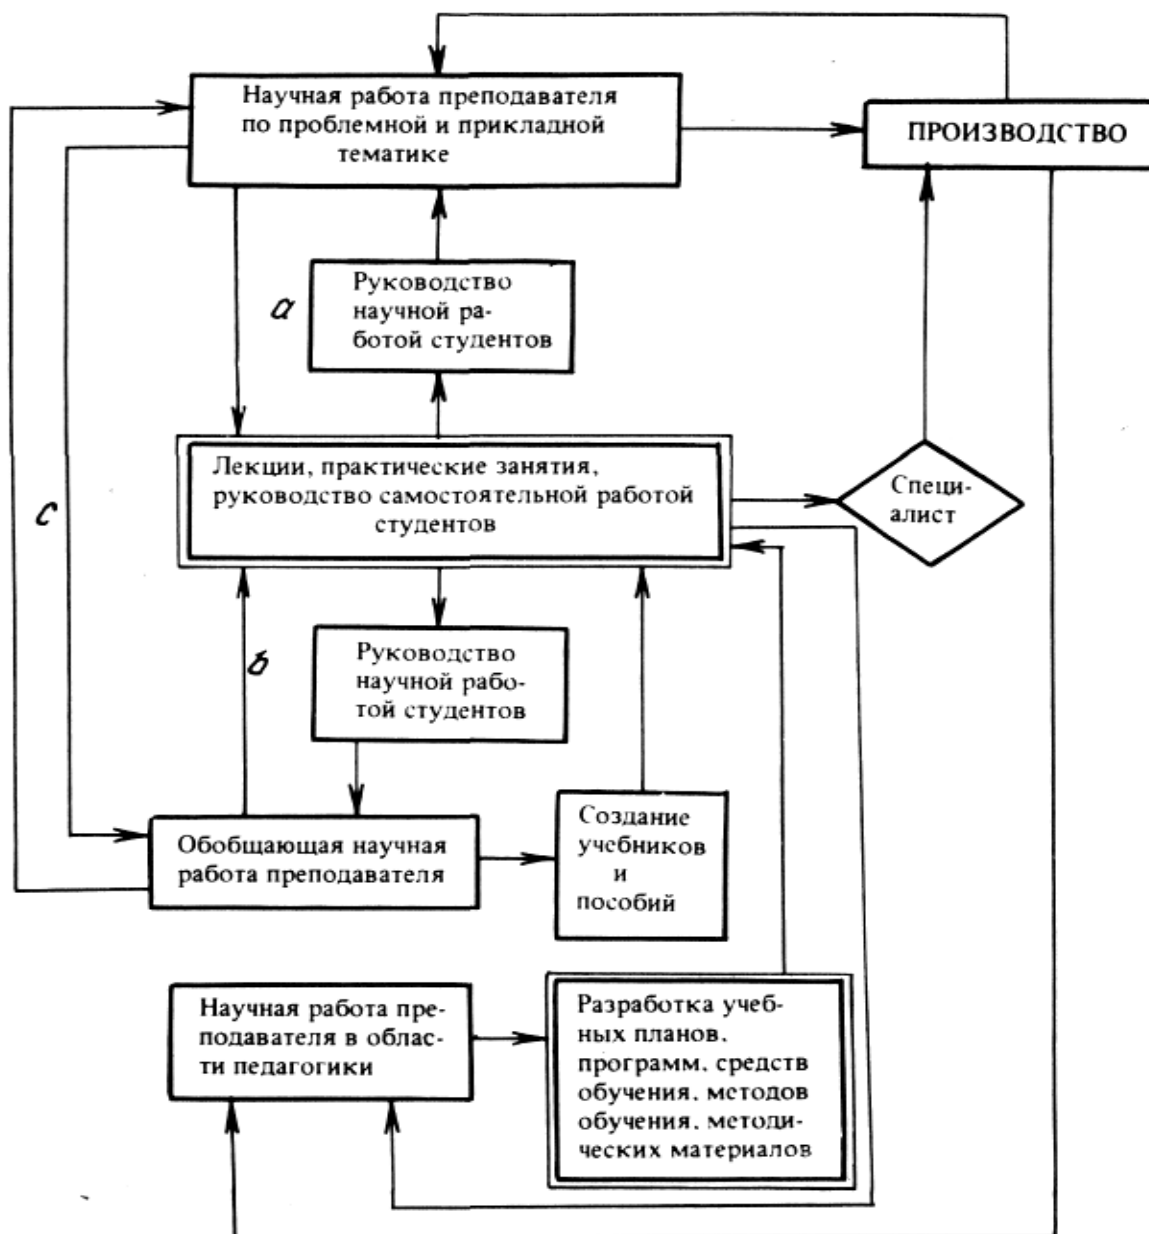 Научная работа преподавателя
по проблемной и прикладной
тематике
ПРОИЗВОДСТВО
a
Руководство
научной ра-
ботой студентов
Лекции, практические занятия,
руководство самостоятельной работой
студентов
Специ-
алист
c
b
Руководство
научной рабо-
той студентов
Обобщающая научная
работа преподавателя
Создание
учебников
и
пособий
Научная работа пре-
подавателя в облас-
ти педагогики
Разработка учеб-
ных планов,
программ, средств
обучения, методов
обучения, методи-
ческих материалов